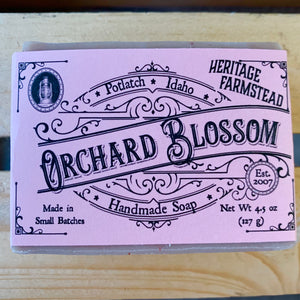 Potlatch ★ Idaho
HERITAGE
FARMSTEAD
ORCHARD BLOSSOM
Handmade Soap
Made in
Small Batches
Est.
2007
Net Wt 4.5 oz
(127 g)